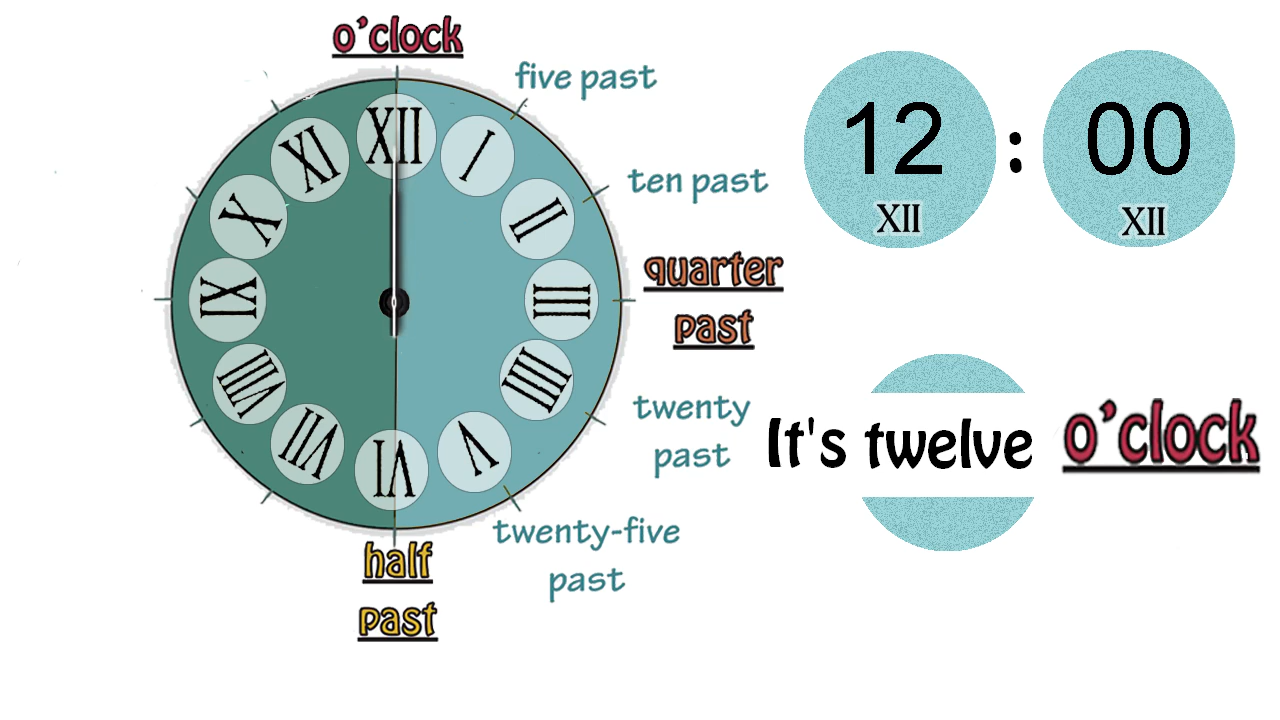 o’clock
five past
ten past
quarter
past
twenty
past
twenty-five
past
half
past
XII
I
II
III
IIII
V
VI
VII
VIII
IX
X
XI
12 : 00
XII XII
It's twelve o’clock